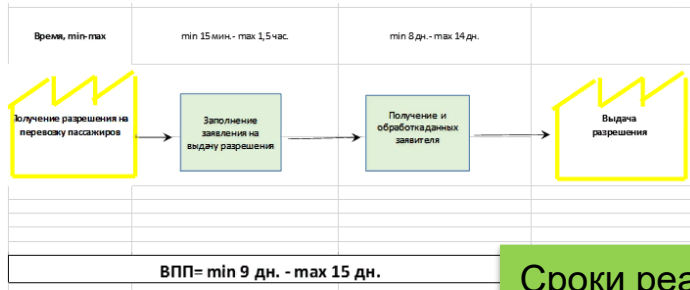 Время, min-max
min 15 мин.- max 1,5 час.
min 8 дн.- max 14 дн.
Получение разрешения на
перевозку пассажиров
Заполнение
заявления на
выдачу разрешения
Получение и
обработка данных
заявителя
Выдача
разрешения
ВПП= min 9 дн. - max 15 дн.
Сроки